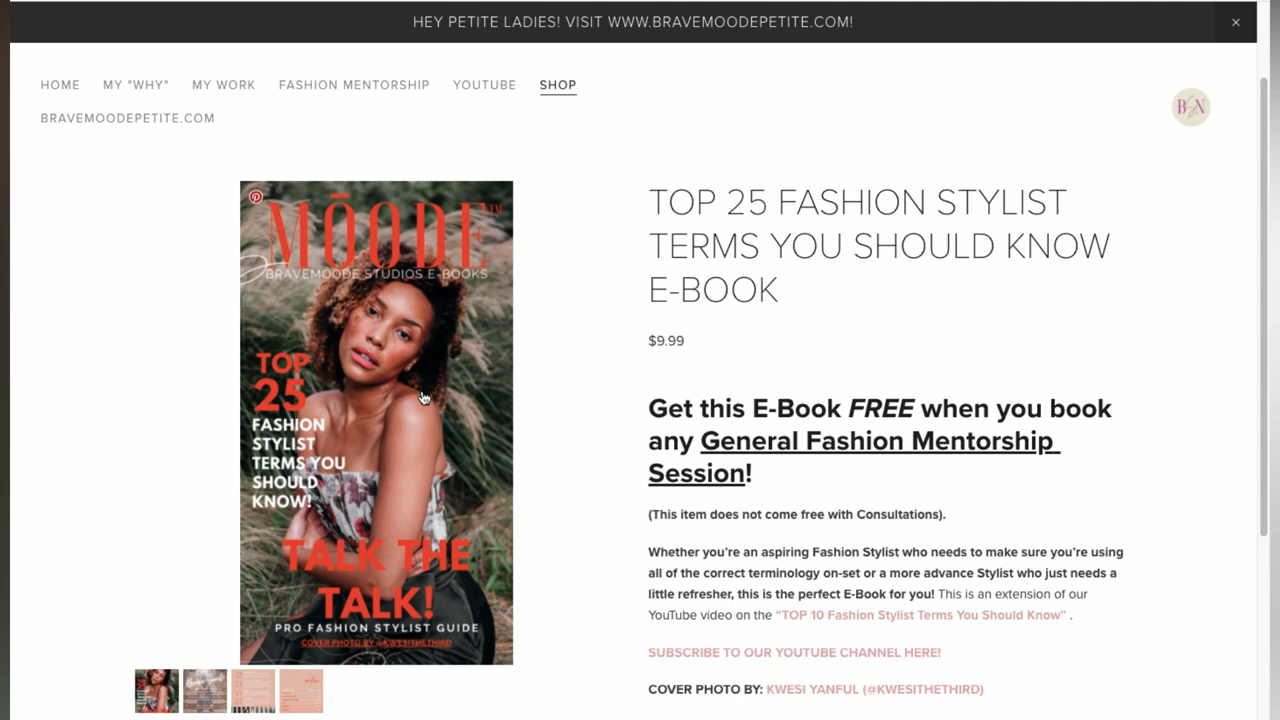 HEY PETITE LADIES! VISIT WWW.BRAVEMOODEPETITE.COM!
HOME MY "WHY" MY WORK FASHION MENTORSHIP YOUTUBE SHOP
BRAVEMOODEPETITE.COM
BN
MŌODE™
BRAVEMOODE STUDIOS E-BOOKS
TOP
25
FASHION
STYLIST
TERMS YOU
SHOULD
KNOW!
TALK THE
TALK!
PRO FASHION STYLIST GUIDE
COVER PHOTO BY @KWESITHETHIRD
TOP 25 FASHION STYLIST
TERMS YOU SHOULD KNOW
E-BOOK
$9.99
Get this E-Book FREE when you book
any General Fashion Mentorship
Session!
(This item does not come free with Consultations).
Whether you’re an aspiring Fashion Stylist who needs to make sure you’re using
all of the correct terminology on-set or a more advance Stylist who just needs a
little refresher, this is the perfect E-Book for you! This is an extension of our
YouTube video on the “TOP 10 Fashion Stylist Terms You Should Know” .
SUBSCRIBE TO OUR YOUTUBE CHANNEL HERE!
COVER PHOTO BY: KWESI YANFUL (@KWESITHETHIRD)